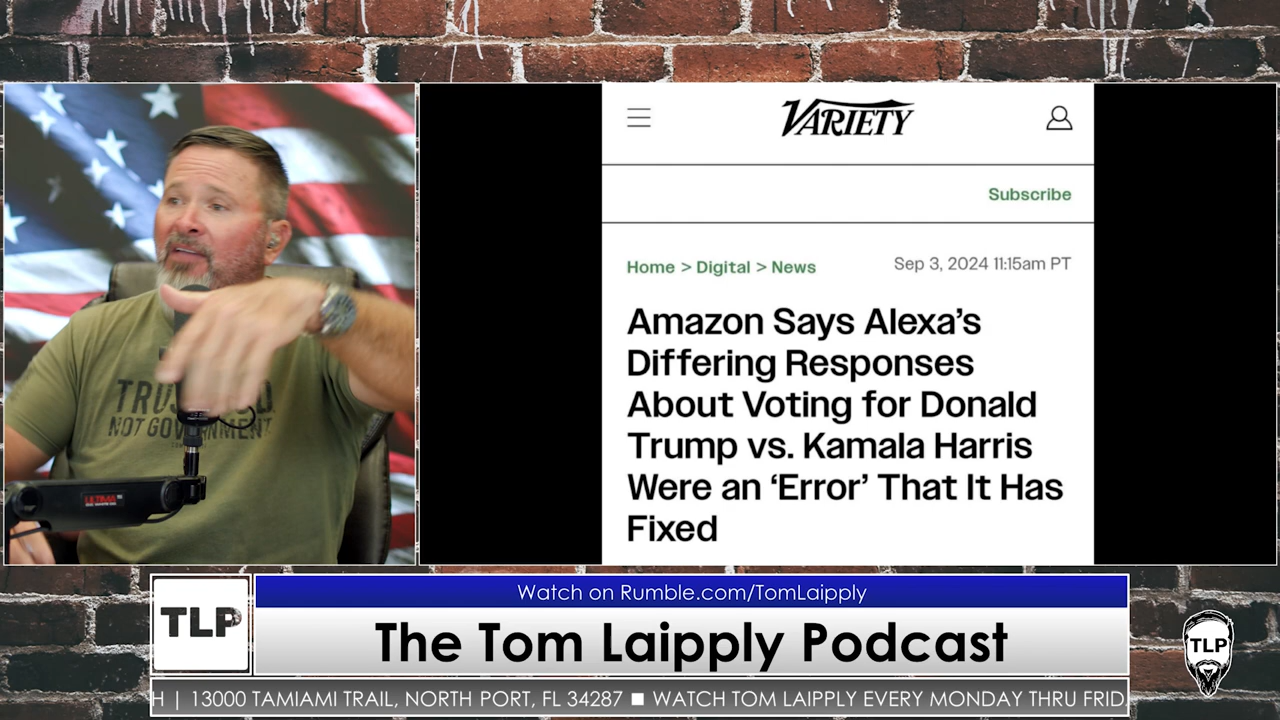 VARIETY
Subscribe
Home > Digital > News
Sep 3, 2024 11:15am PT
Amazon Says Alexa’s
Differing Responses
About Voting for Donald
Trump vs. Kamala Harris
Were an ‘Error’ That It Has
Fixed
NOT GOVERNMENT
ULTIMA
TLP
Watch on Rumble.com/TomLaipply
The Tom Laipply Podcast
TLP
H | 13000 TAMIAMI TRAIL, NORTH PORT, FL 34287 ■ WATCH TOM LAIPPLY EVERY MONDAY THRU FRID